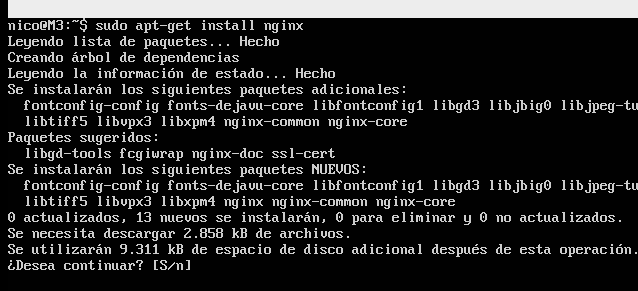 nico@M3:~$ sudo apt-get install nginx
Leyendo lista de paquetes... Hecho
Creando árbol de dependencias
Leyendo la información de estado... Hecho
Se instalarán los siguientes paquetes adicionales:
fontconfig-config fonts-dejavu-core libfontconfig1 libgd3 libjbig0 libjpeg-tu
libtiff5 libvpx3 libxpm4 nginx-common nginx-core
Paquetes sugeridos:
libgd-tools fcgiwrap nginx-doc ssl-cert
Se instalarán los siguientes paquetes NUEVOS:
fontconfig-config fonts-dejavu-core libfontconfig1 libgd3 libjbig0 libjpeg-tu
libtiff5 libvpx3 libxpm4 nginx nginx-common nginx-core
0 actualizados, 13 nuevos se instalarán, 0 para eliminar y 0 no actualizados.
Se necesita descargar 2.858 kB de archivos.
Se utilizarán 9.311 kB de espacio de disco adicional después de esta operación.
¿Desea continuar? [S/n]